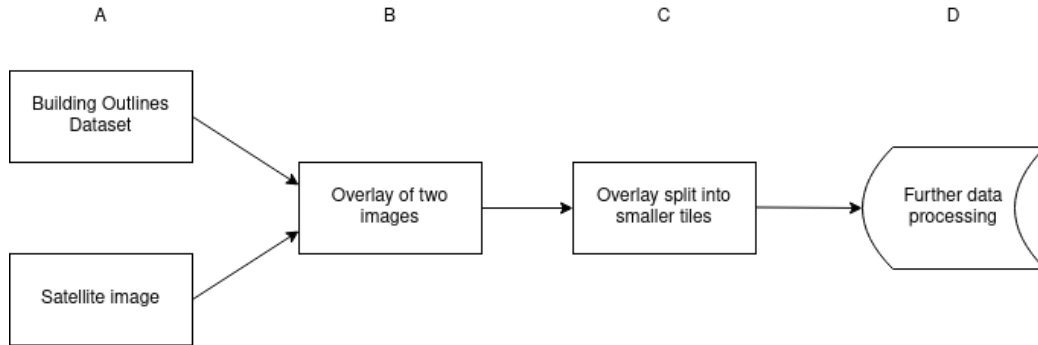 A
B
C
D
Building Outlines
Dataset
Overlay of two
images
Overlay split into
smaller tiles
Further data
processing
Satellite image